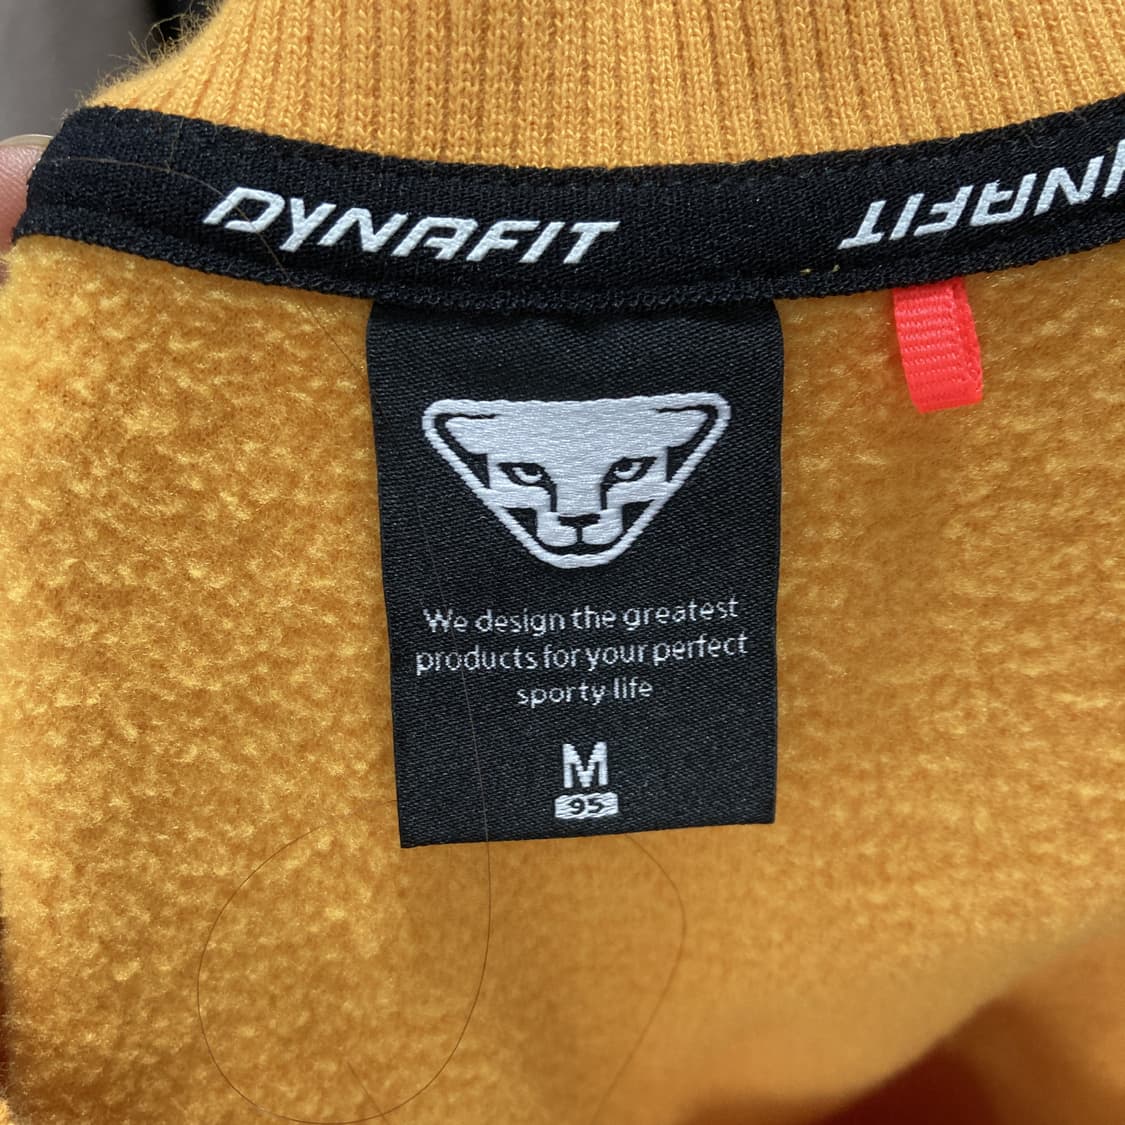 DYNAFIT
DYNAFIT
We design the greatest
products for your perfect
sporty life
M
95